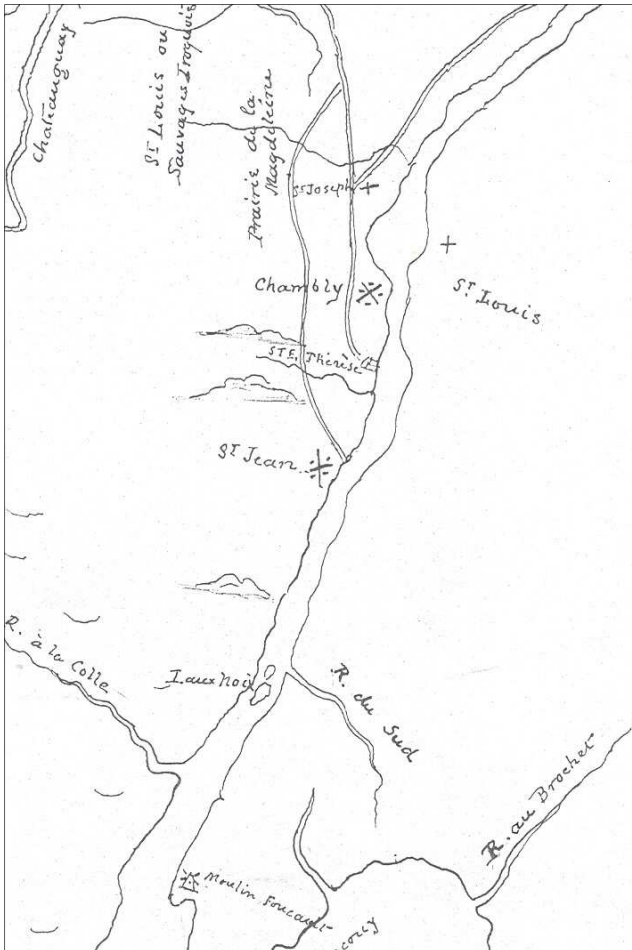 Chateauguay
St Louis ou
Sauvages Iroquois
Prairie de la
Magdeleine
St Joseph
Chambly
St Louis
STE. Thérèse
St Jean
R. à la Colle
I. aux Noix
R. du Sud
R. au Brochet
Moulin Foucault